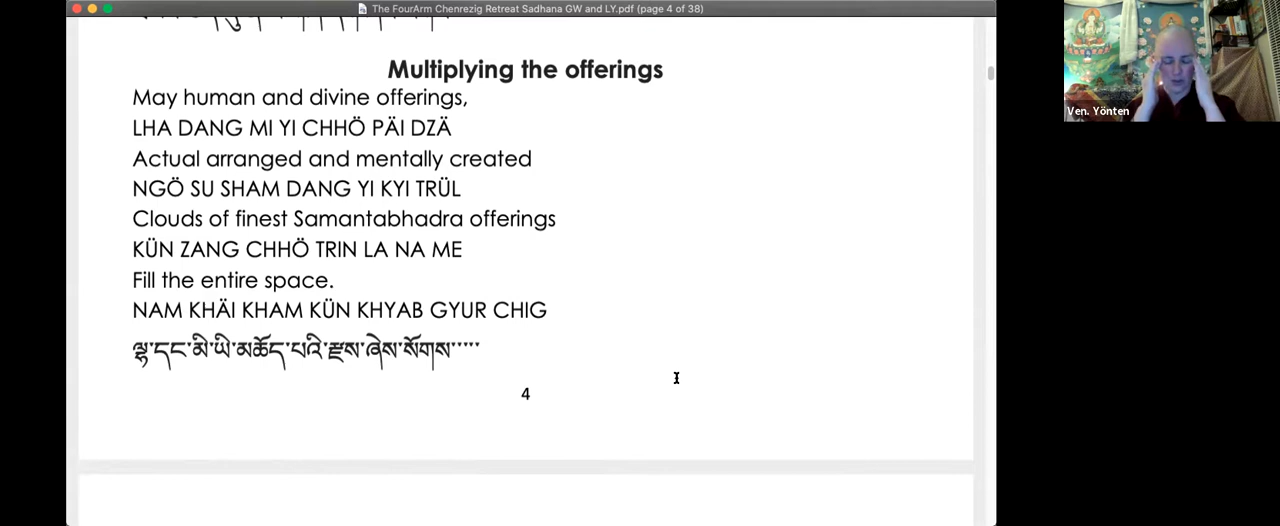 The FourArm Chenrezig Retreat Sadhana GW and LY.pdf (page 4 of 38)
Ven. Yönten
Multiplying the offerings
May human and divine offerings,
LHA DANG MI YI CHHÖ PÄI DZÄ
Actual arranged and mentally created
NGÖ SU SHAM DANG YI KYI TRÜL
Clouds of finest Samantabhadra offerings
KÜN ZANG CHHÖ TRIN LA NA ME
Fill the entire space.
NAM KHÄI KHAM KÜN KHYAB GYUR CHIG
ལྷ་དང་མི་ཡི་མཆོད་པའི་རྫས་ཞེས་སོགས་་་་་
4